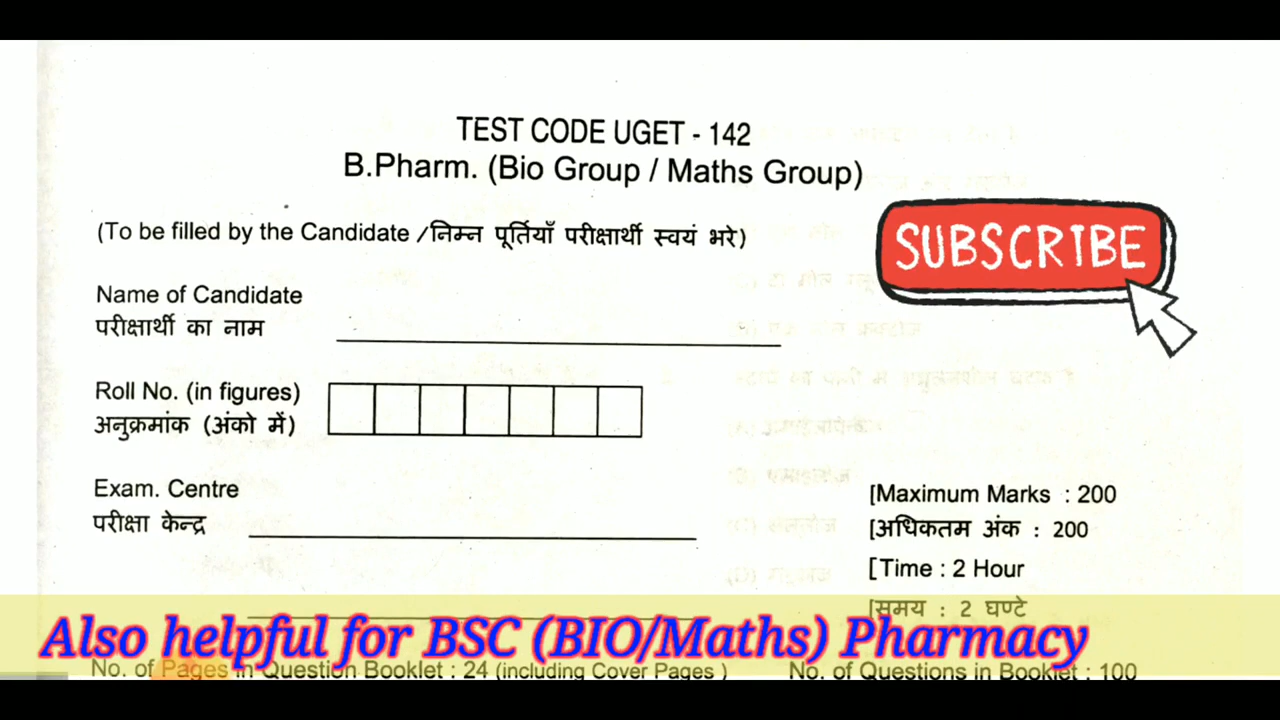 TEST CODE UGET - 142
B.Pharm. (Bio Group / Maths Group)
(To be filled by the Candidate /निम्न पूर्तियाँ परीक्षार्थी स्वयं भरे)
SUBSCRIBE
Name of Candidate
परीक्षार्थी का नाम
Roll No. (in figures)
अनुक्रमांक (अंको में)
Exam. Centre
परीक्षा केन्द्र
[Maximum Marks : 200
[अधिकतम अंक : 200
[Time : 2 Hour
[समय : 2 घण्टे
Also helpful for BSC (BIO/Maths) Pharmacy
No. of Pages in Question Booklet : 24 (including Cover Pages )
No. of Questions in Booklet : 100